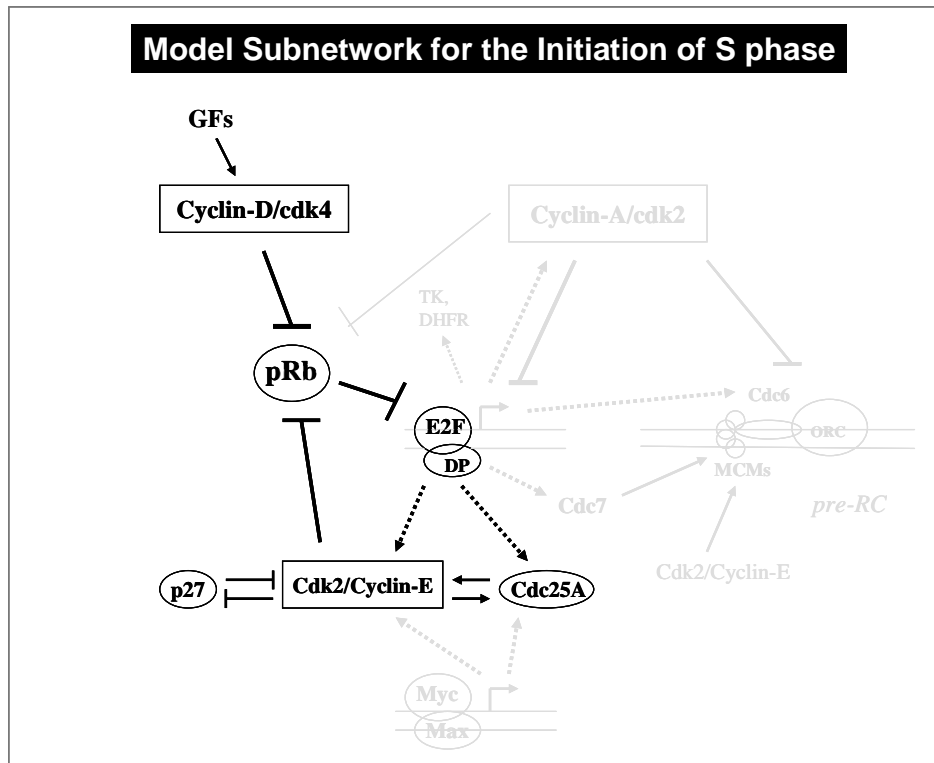 Model Subnetwork for the Initiation of S phase
GFs
Cyclin-D/cdk4
Cyclin-A/cdk2
TK,
DHFR
pRb
Cdc6
E2F
ORC
DP
MCMs
Cdc7
pre-RC
p27
Cdk2/Cyclin-E
Cdc25A
Cdk2/Cyclin-E
Myc
Max